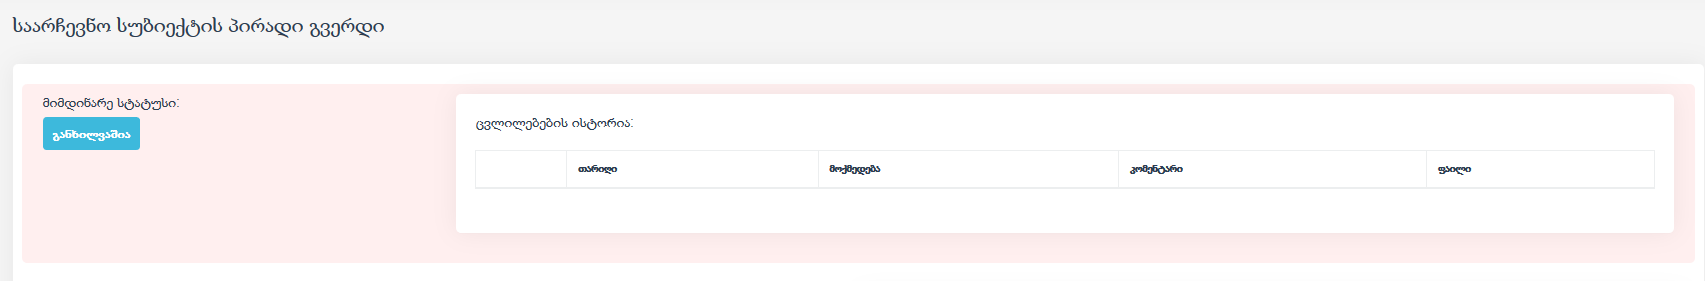 საარჩევნო სუბიექტის პირადი გვერდი
მიმდინარე სტატუსი:
განხილვაშია
ცვლილებების ისტორია:
თარიღი მოქმედება კომენტარი ფაილი